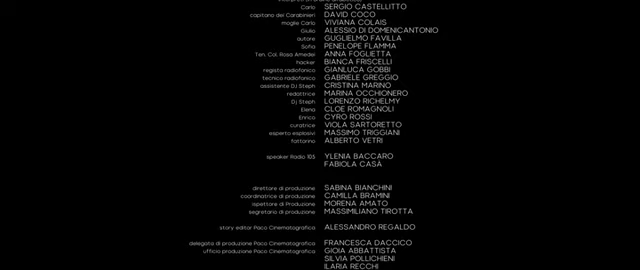 Carlo SERGIO CASTELLITTO
capitano dei Carabinieri DAVID COCO
moglie Carlo VIVIANA COLAIS
Giulio ALESSIO DI DOMENICANTONIO
autore GUGLIELMO FAVILLA
Sofia PENELOPE FLAMMA
Ten. Col. Rosa Amedei ANNA FOGLIETTA
hacker BIANCA FRISCELLI
regista radiofonico GIANLUCA GOBBI
tecnico radiofonico GABRIELE GREGGIO
assistente DJ Steph CRISTINA MARINO
redattrice MARINA OCCHIONERO
Dj Steph LORENZO RICHELMY
Elena CLOE ROMAGNOLI
Enrico CYRO ROSSI
curatrice VIOLA SARTORETTO
esperto esplosivi MASSIMO TRIGGIANI
fattorino ALBERTO VETRI
speaker Radio 105 YLENIA BACCARO
FABIOLA CASÀ
direttore di produzione SABINA BIANCHINI
coordinatrice di produzione CAMILLA BRAMINI
ispettore di Produzione MORENA AMATO
segretario di produzione MASSIMILIANO TIROTTA
story editor Paco Cinematografica ALESSANDRO REGALDO
delegata di produzione Paco Cinematografica FRANCESCA DACCICO
ufficio produzione Paco Cinematografica GIOIA ABBATTISTA
SILVIA POLLICHIENI
ILARIA RECCHI